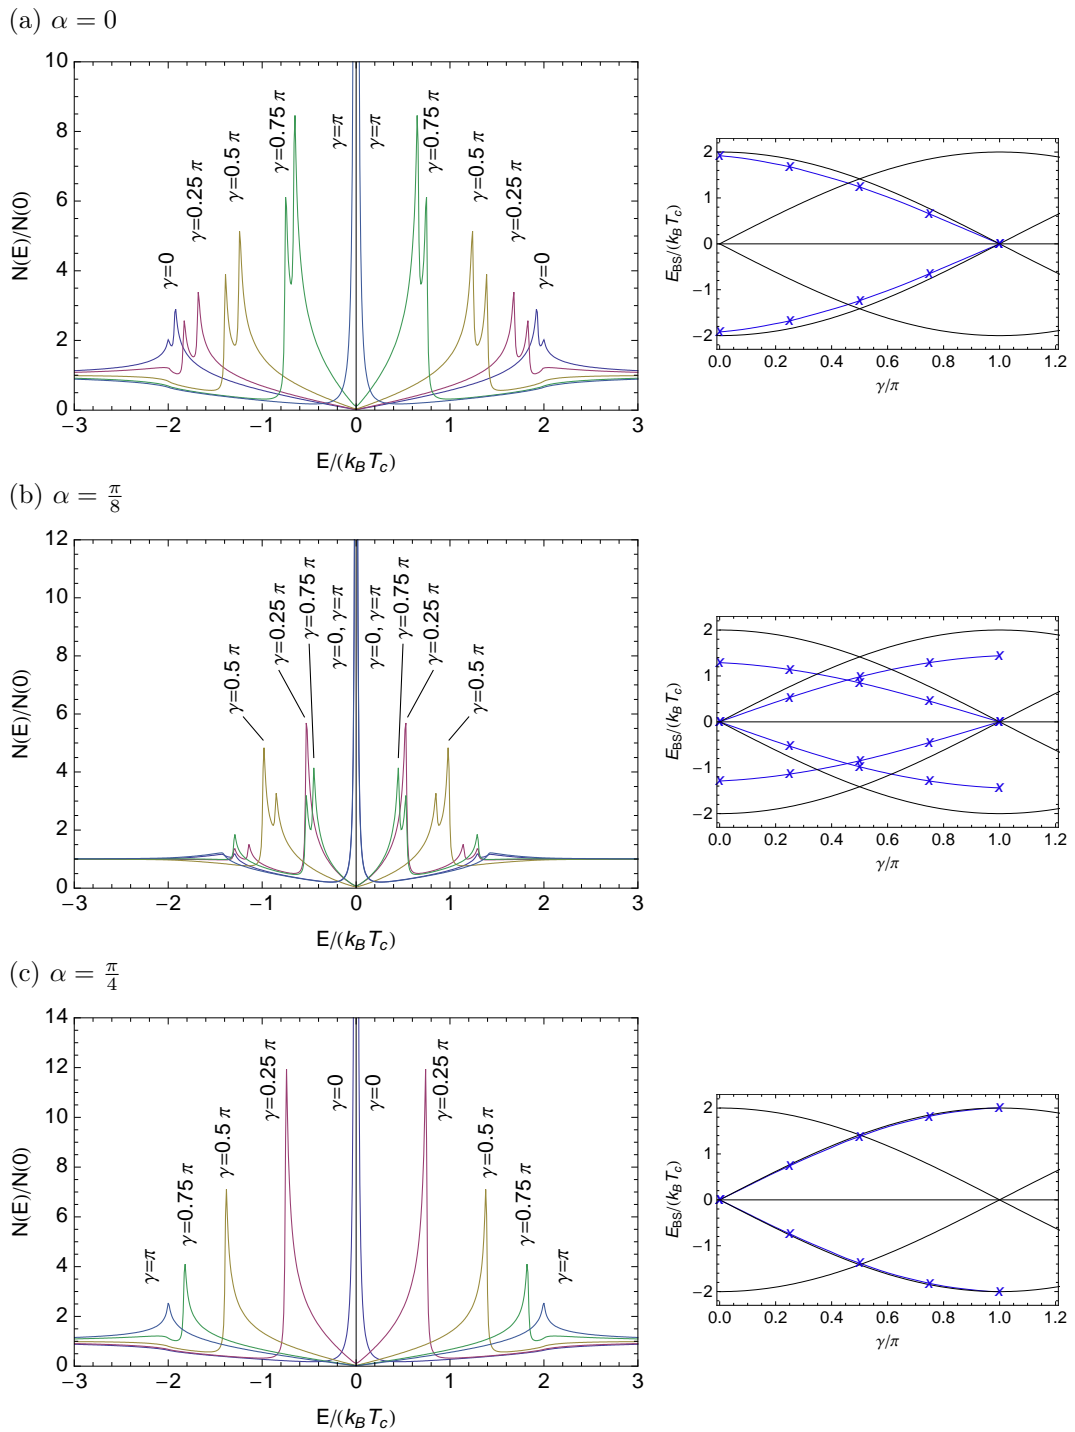 (a) α = 0
N(E)/N(0)
10
8
6
4
2
0
γ=0
γ=0.25 π
γ=0.5 π
γ=0.75 π
γ=π
γ=π
γ=0.75 π
γ=0.5 π
γ=0.25 π
γ=0
−3 −2 −1 0 1 2 3
E/(k_B T_c)
E_BS/(k_B T_c)
2
1
0
−1
−2
0.0 0.2 0.4 0.6 0.8 1.0 1.2
γ/π
(b) α = π/8
N(E)/N(0)
12
10
8
6
4
2
0
γ=0.5 π
γ=0.25 π
γ=0.75 π
γ=0, γ=π
γ=0, γ=π
γ=0.75 π
γ=0.25 π
γ=0.5 π
−3 −2 −1 0 1 2 3
E/(k_B T_c)
E_BS/(k_B T_c)
2
1
0
−1
−2
0.0 0.2 0.4 0.6 0.8 1.0 1.2
γ/π
(c) α = π/4
N(E)/N(0)
14
12
10
8
6
4
2
0
γ=π
γ=0.75 π
γ=0.5 π
γ=0.25 π
γ=0
γ=0
γ=0.25 π
γ=0.5 π
γ=0.75 π
γ=π
−3 −2 −1 0 1 2 3
E/(k_B T_c)
E_BS/(k_B T_c)
2
1
0
−1
−2
0.0 0.2 0.4 0.6 0.8 1.0 1.2
γ/π